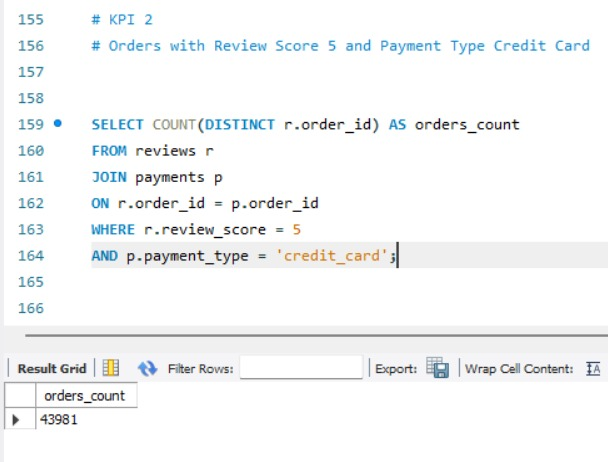 155 # KPI 2
156 # Orders with Review Score 5 and Payment Type Credit Card
157
158
159 SELECT COUNT(DISTINCT r.order_id) AS orders_count
160 FROM reviews r
161 JOIN payments p
162 ON r.order_id = p.order_id
163 WHERE r.review_score = 5
164 AND p.payment_type = 'credit_card';
165
166
Result Grid Filter Rows: Export: Wrap Cell Content: IA
orders_count
43981